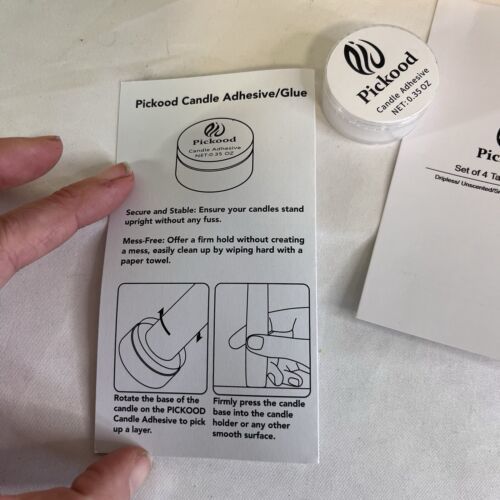 Pickood Candle Adhesive/Glue
Pickood
Candle Adhesive
NET:0.35 OZ
Secure and Stable: Ensure your candles stand
upright without any fuss.
Mess-Free: Offer a firm hold without creating
a mess, easily clean up by wiping hard with a
paper towel.
Rotate the base of the
candle on the PICKOOD
Candle Adhesive to pick
up a layer.
Firmly press the candle
base into the candle
holder or any other
smooth surface.
Pickood
Candle Adhesive
NET: 0.35 OZ
Set of 4
Dripless/ Unscented/